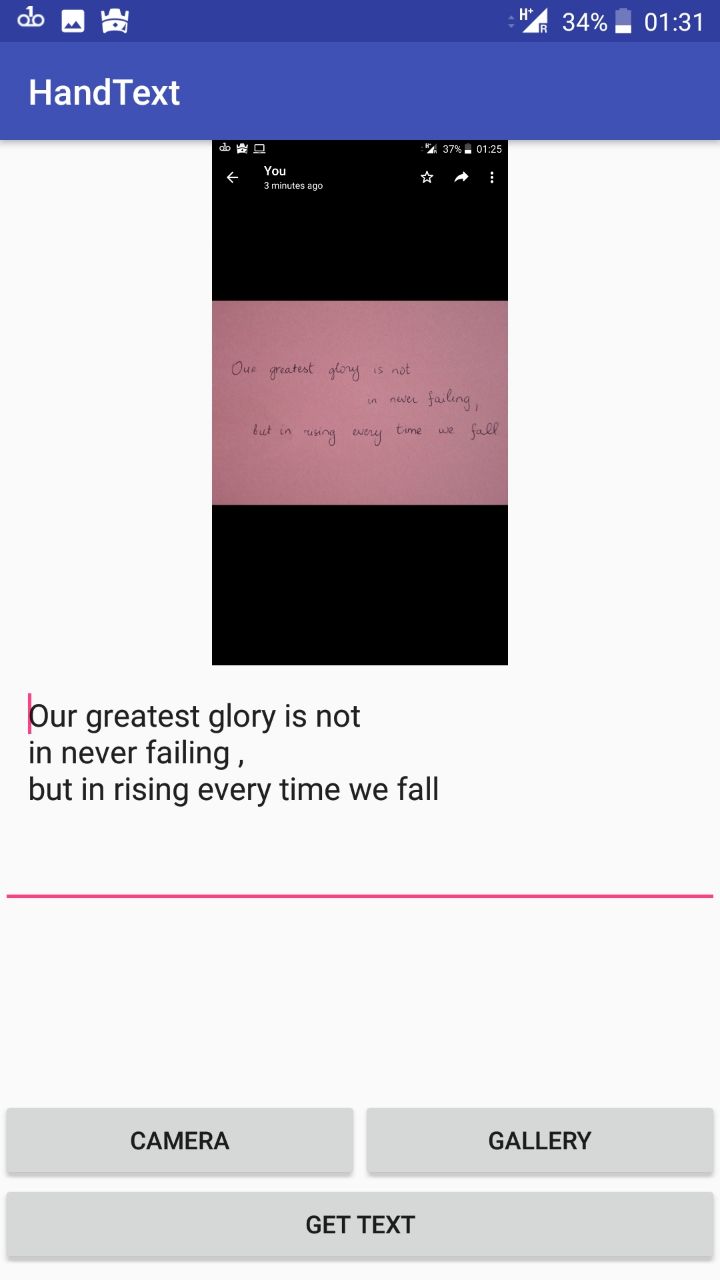 34% 01:31
HandText
37% 01:25
You
3 minutes ago
Our greatest glory is not
in never failing,
but in rising every time we fall
Our greatest glory is not
in never failing ,
but in rising every time we fall
CAMERA GALLERY
GET TEXT